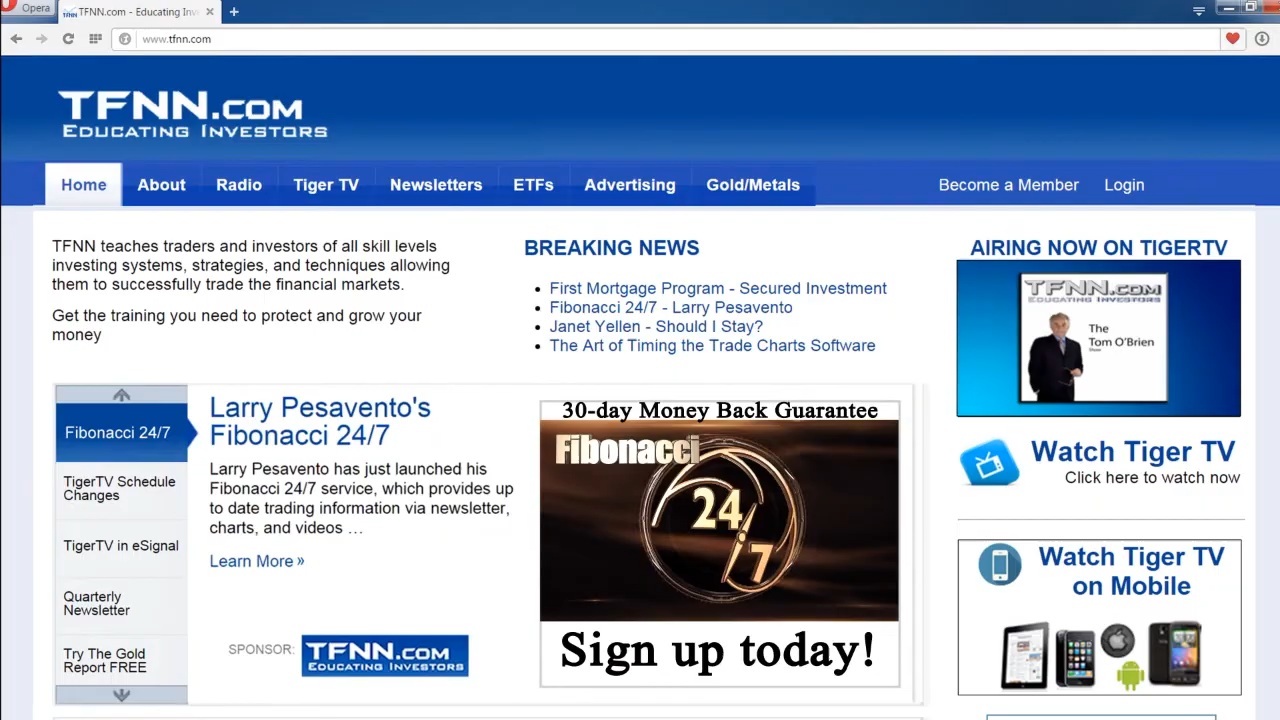 Opera
TFNN.com - Educating Inv
www.tfnn.com
TFNN.COM
EDUCATING INVESTORS
Home About Radio Tiger TV Newsletters ETFs Advertising Gold/Metals Become a Member Login
TFNN teaches traders and investors of all skill levels
investing systems, strategies, and techniques allowing
them to successfully trade the financial markets.
Get the training you need to protect and grow your
money
BREAKING NEWS
First Mortgage Program - Secured Investment
Fibonacci 24/7 - Larry Pesavento
Janet Yellen - Should I Stay?
The Art of Timing the Trade Charts Software
AIRING NOW ON TIGERTV
TFNN.COM
EDUCATING INVESTORS
The
Tom O'Brien
Show
Watch Tiger TV
Click here to watch now
Watch Tiger TV
on Mobile
Fibonacci 24/7
TigerTV Schedule
Changes
TigerTV in eSignal
Quarterly
Newsletter
Try The Gold
Report FREE
Larry Pesavento's
Fibonacci 24/7
Larry Pesavento has just launched his
Fibonacci 24/7 service, which provides up
to date trading information via newsletter,
charts, and videos …
Learn More »
SPONSOR:
TFNN.COM
EDUCATING INVESTORS
30-day Money Back Guarantee
Fibonacci
24
7
Sign up today!